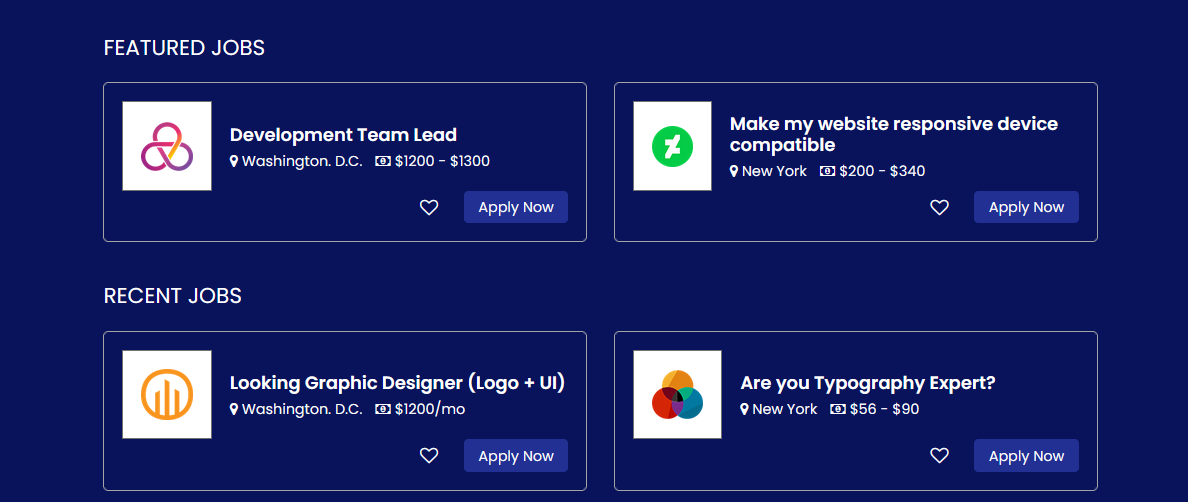 FEATURED JOBS
Development Team Lead
Washington. D.C. $1200 - $1300
Apply Now
Make my website responsive device
compatible
New York $200 - $340
Apply Now
RECENT JOBS
Looking Graphic Designer (Logo + UI)
Washington. D.C. $1200/mo
Apply Now
Are you Typography Expert?
New York $56 - $90
Apply Now